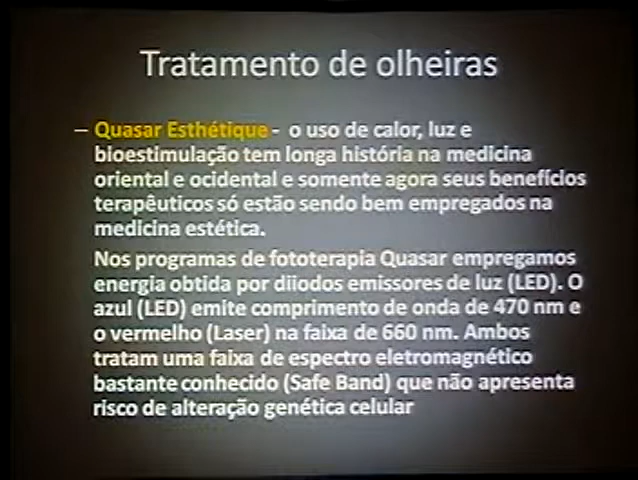 Tratamento de olheiras
– Quasar Esthétique - o uso de calor, luz e
bioestimulação tem longa história na medicina
oriental e ocidental e somente agora seus benefícios
terapêuticos só estão sendo bem empregados na
medicina estética.
Nos programas de fototerapia Quasar empregamos
energia obtida por diiodos emissores de luz (LED). O
azul (LED) emite comprimento de onda de 470 nm e
o vermelho (Laser) na faixa de 660 nm. Ambos
tratam uma faixa de espectro eletromagnético
bastante conhecido (Safe Band) que não apresenta
risco de alteração genética celular